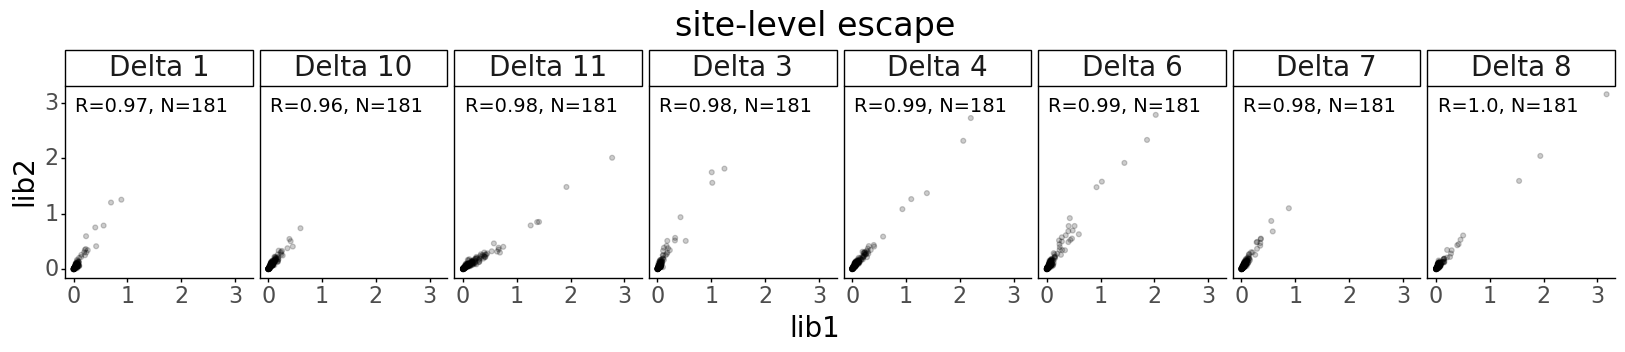 site-level escape
Delta 1 Delta 10 Delta 11 Delta 3 Delta 4 Delta 6 Delta 7 Delta 8
R=0.97, N=181 R=0.96, N=181 R=0.98, N=181 R=0.98, N=181 R=0.99, N=181 R=0.99, N=181 R=0.98, N=181 R=1.0, N=181
3
2
1
0
lib2
0 1 2 3 0 1 2 3 0 1 2 3 0 1 2 3 0 1 2 3 0 1 2 3 0 1 2 3 0 1 2 3
lib1